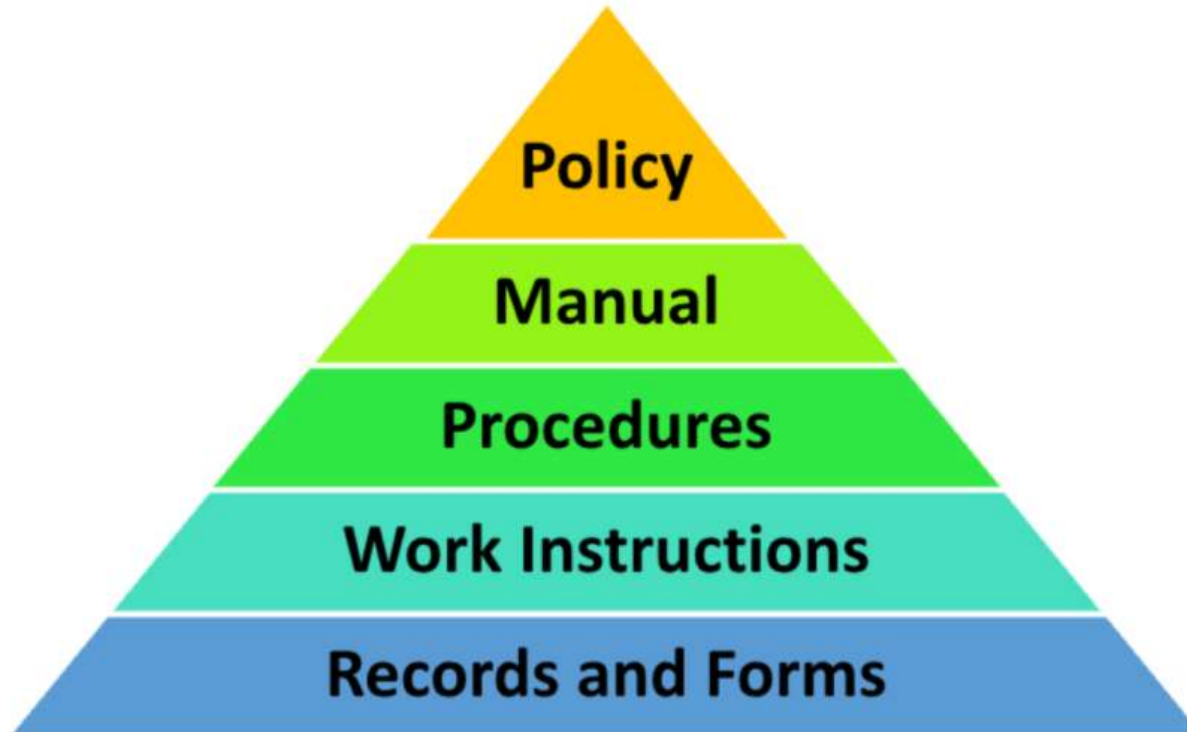 Policy
Manual
Procedures
Work Instructions
Records and Forms